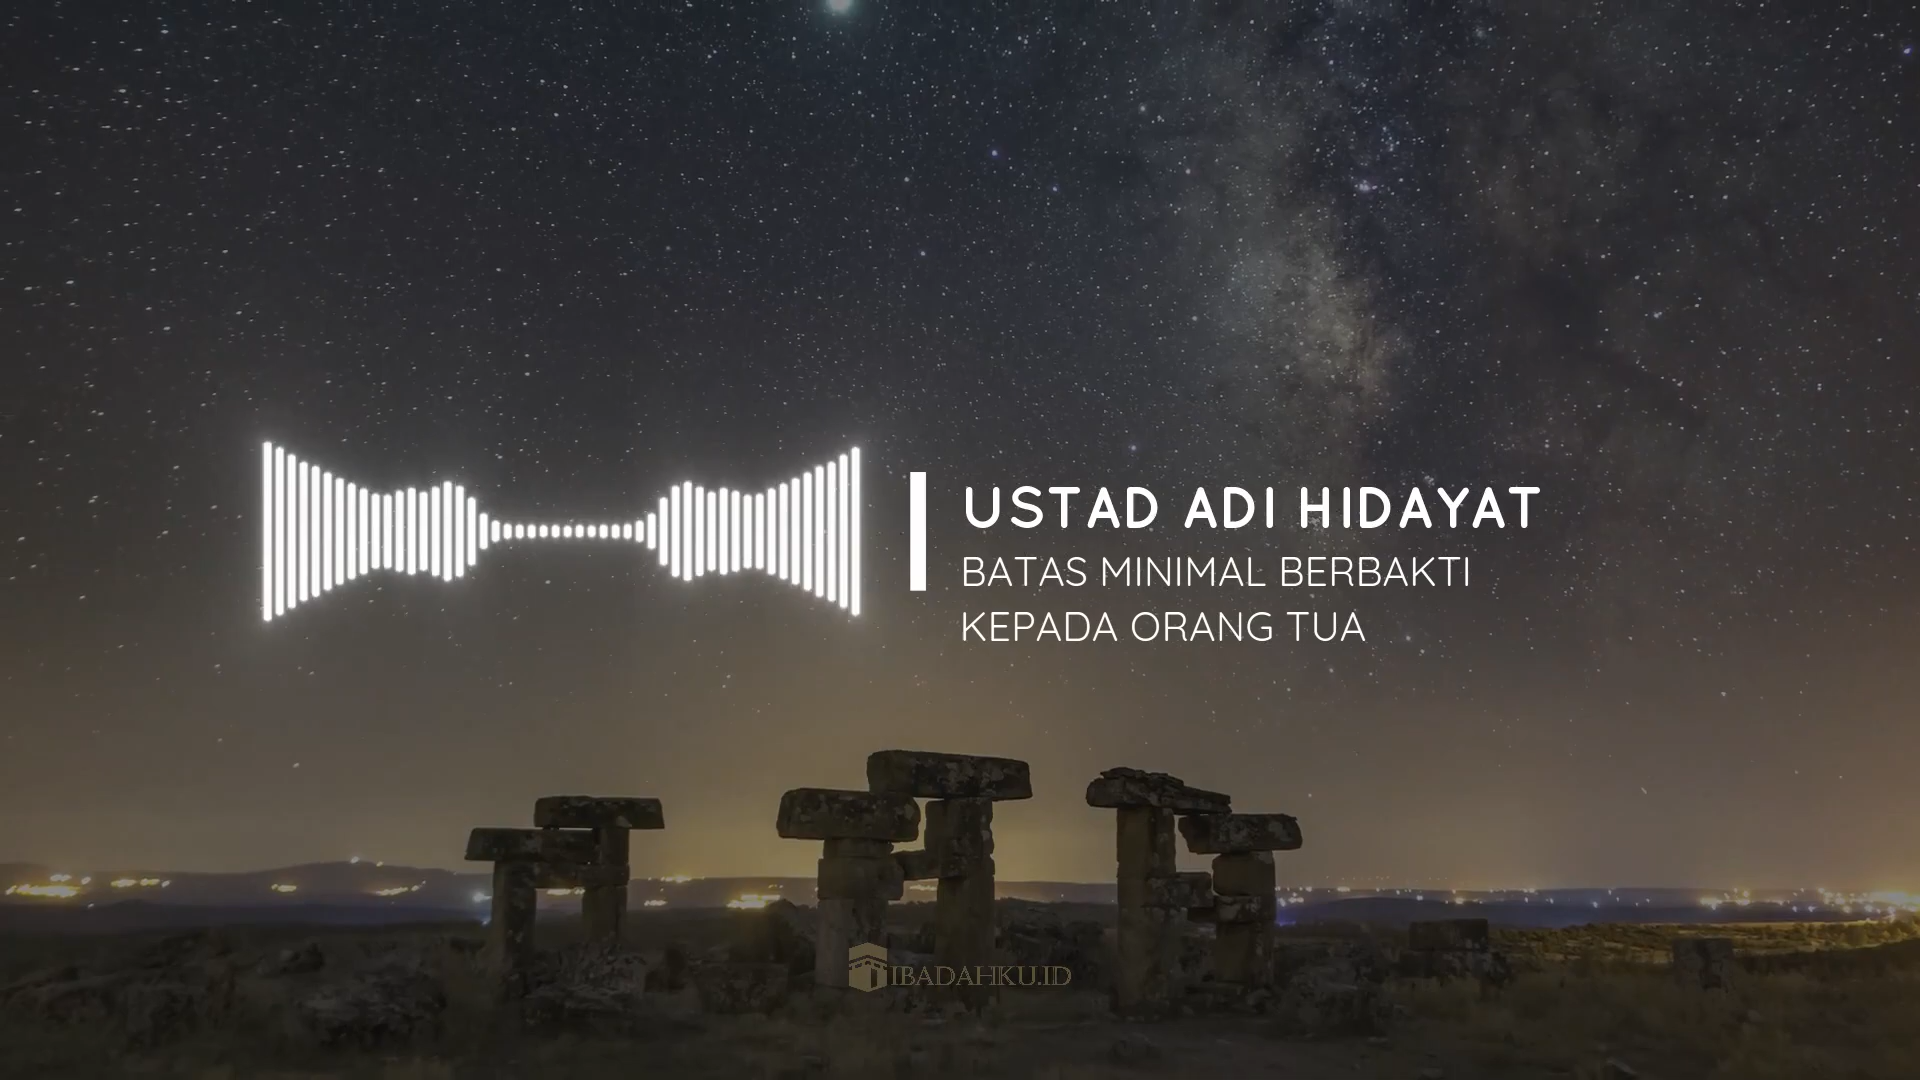 USTAD ADI HIDAYAT
BATAS MINIMAL BERBAKTI
KEPADA ORANG TUA
IBADAHKU.ID